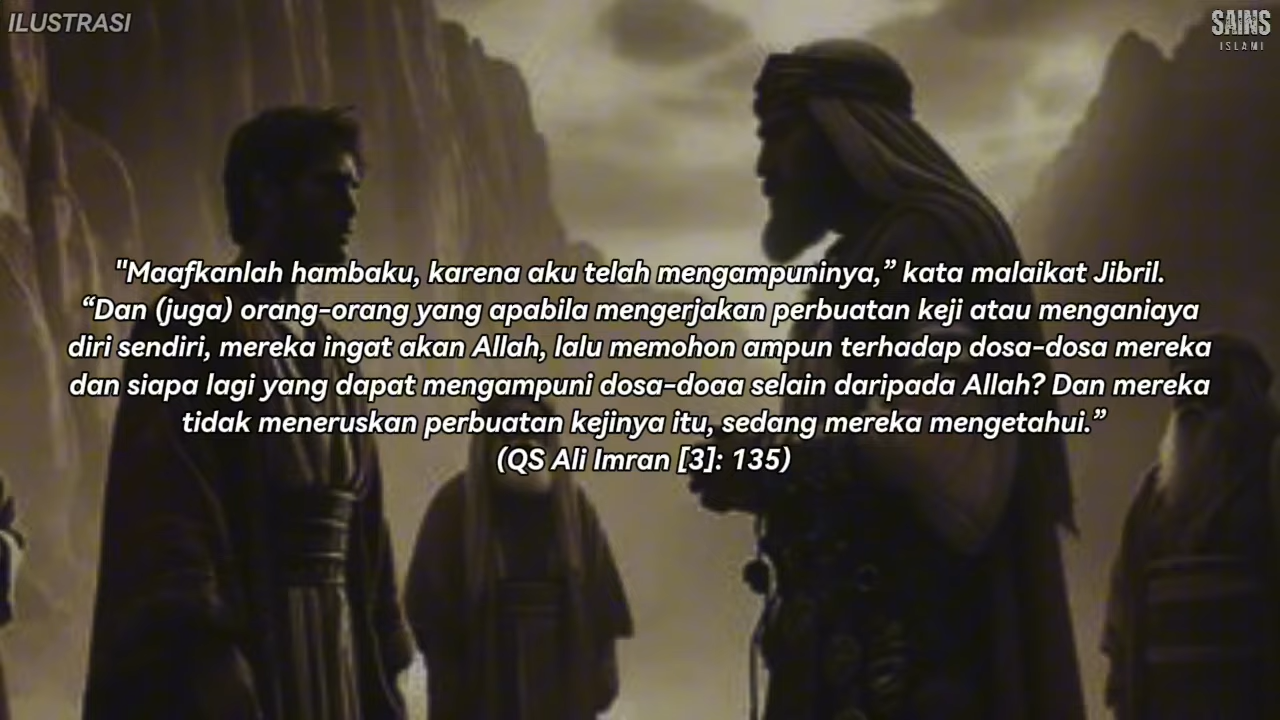 ILUSTRASI
SAINS
ISLAMI
"Maafkanlah hambaku, karena aku telah mengampuninya,” kata malaikat Jibril.
“Dan (juga) orang-orang yang apabila mengerjakan perbuatan keji atau menganiaya
diri sendiri, mereka ingat akan Allah, lalu memohon ampun terhadap dosa-dosa mereka
dan siapa lagi yang dapat mengampuni dosa-doaa selain daripada Allah? Dan mereka
tidak meneruskan perbuatan kejinya itu, sedang mereka mengetahui.”
(QS Ali Imran [3]: 135)